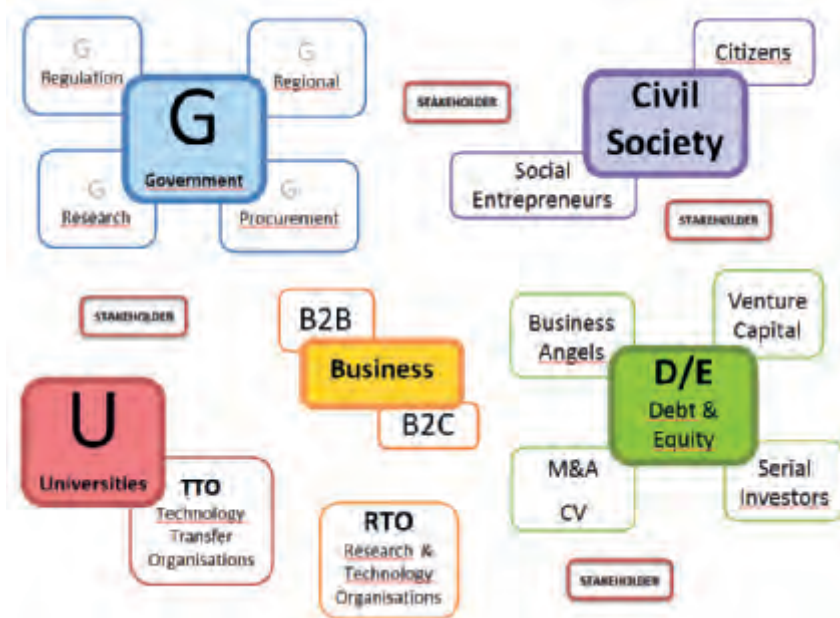 G
Regulation
G
Regional
G
Government
G
Research
G
Procurement
STAKEHOLDER
Citizens
Civil
Society
Social
Entrepreneurs
STAKEHOLDER
STAKEHOLDER
B2B
Business
B2C
Business
Angels
Venture
Capital
D/E
Debt &
Equity
M&A
CV
Serial
Investors
U
Universities
TTO
Technology
Transfer
Organisations
RTO
Research &
Technology
Organisations
STAKEHOLDER